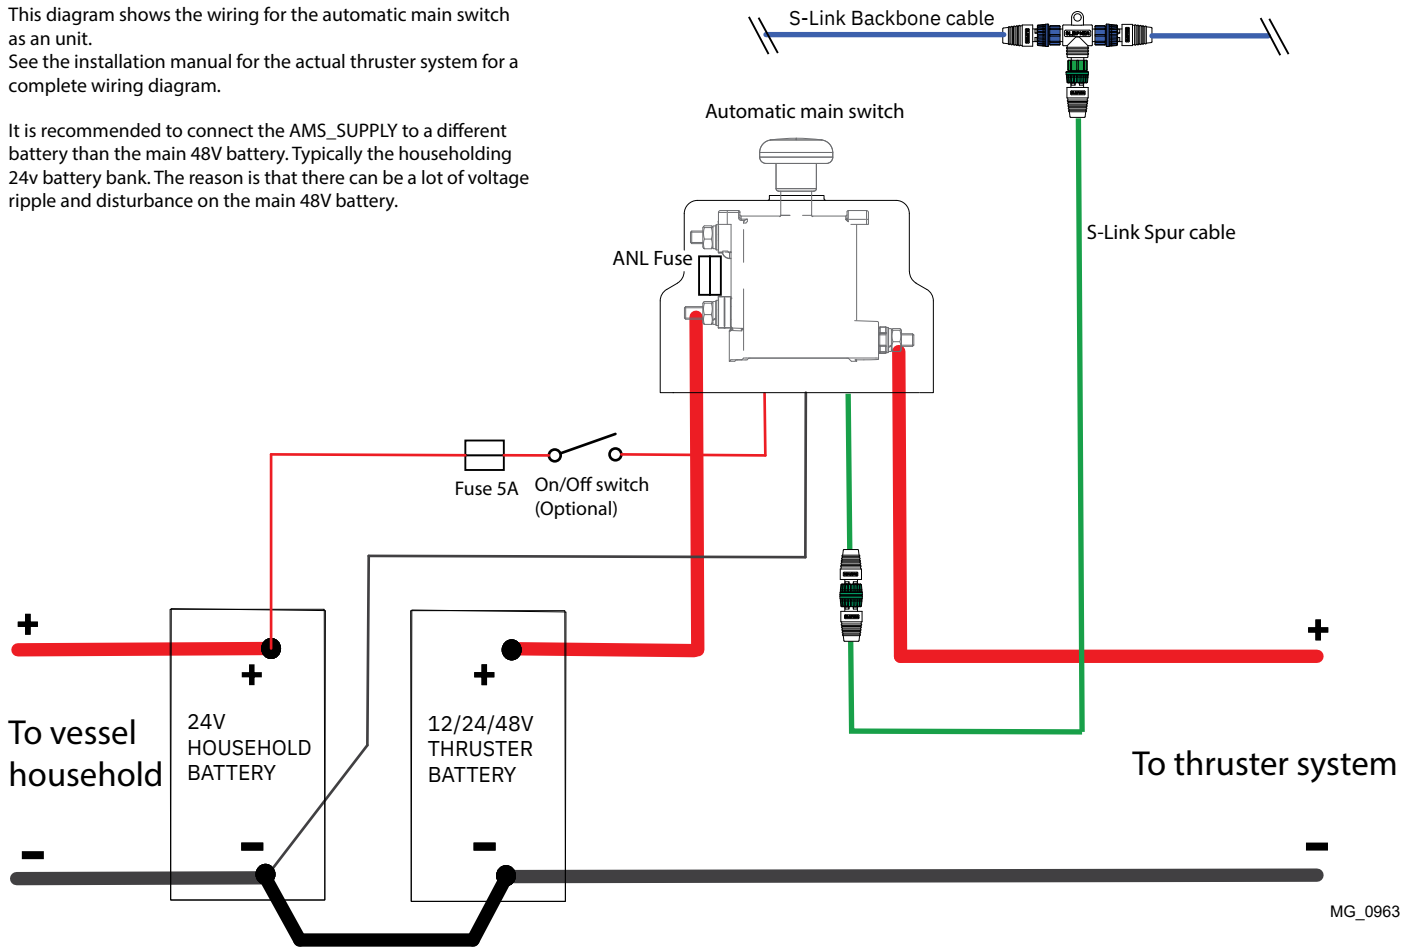 This diagram shows the wiring for the automatic main switch
as an unit.
See the installation manual for the actual thruster system for a
complete wiring diagram.
It is recommended to connect the AMS_SUPPLY to a different
battery than the main 48V battery. Typically the householding
24v battery bank. The reason is that there can be a lot of voltage
ripple and disturbance on the main 48V battery.
S-Link Backbone cable
Automatic main switch
S-Link Spur cable
ANL Fuse
Fuse 5A
On/Off switch
(Optional)
+
+
+
+
To vessel
household
24V
HOUSEHOLD
BATTERY
12/24/48V
THRUSTER
BATTERY
To thruster system
-
-
-
-
MG_0963